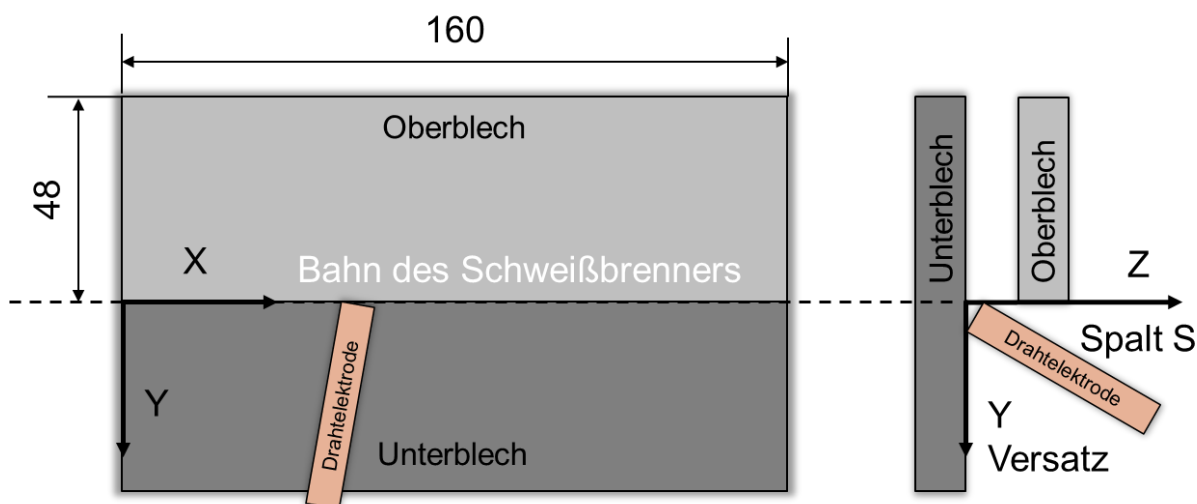 160
Oberblech
48
X
Bahn des Schweißbrenners
Drahtelektrode
Y
Unterblech
Unterblech
Oberblech
Z
Drahtelektrode
Spalt S
Y
Versatz